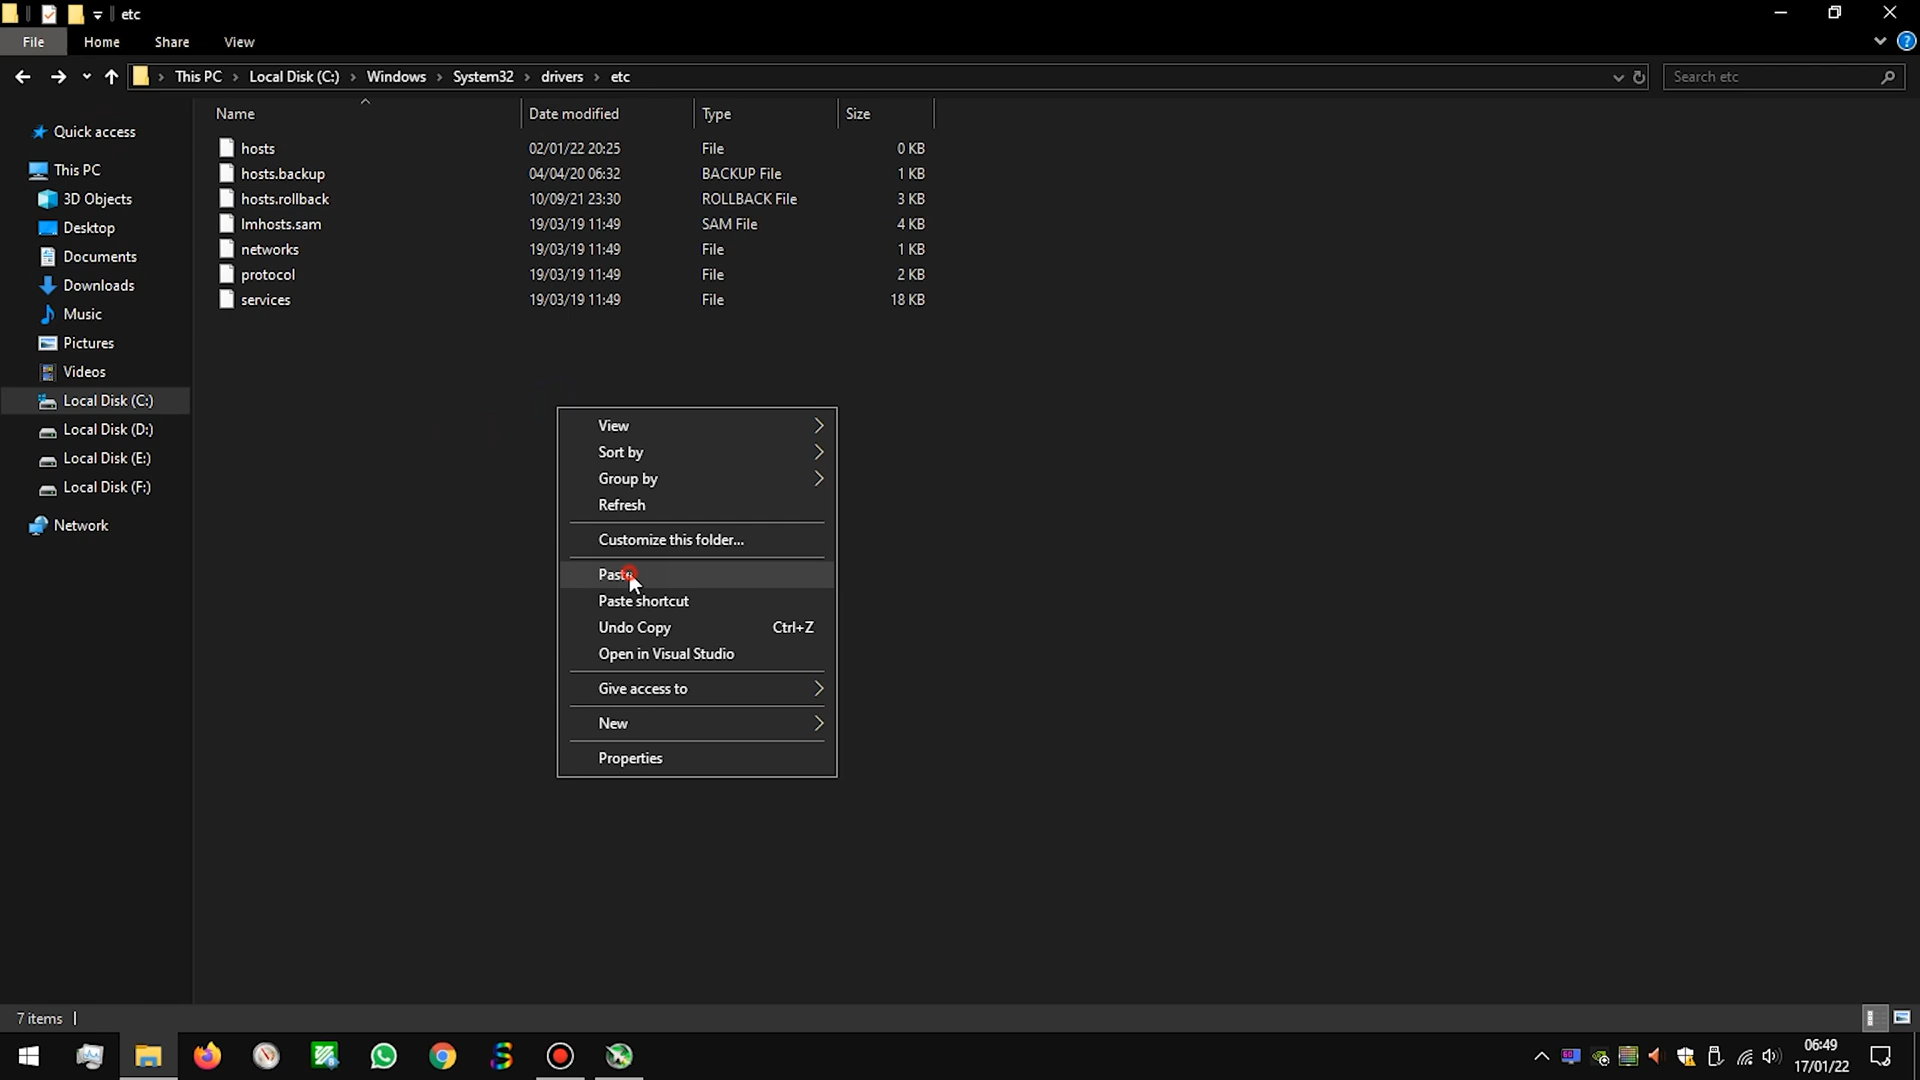 etc
File Home Share View
This PC Local Disk (C:) Windows System32 drivers etc
Search etc
Name Date modified Type Size
hosts 02/01/22 20:25 File 0 KB
hosts.backup 04/04/20 06:32 BACKUP File 1 KB
hosts.rollback 10/09/21 23:30 ROLLBACK File 3 KB
lmhosts.sam 19/03/19 11:49 SAM File 4 KB
networks 19/03/19 11:49 File 1 KB
protocol 19/03/19 11:49 File 2 KB
services 19/03/19 11:49 File 18 KB
Quick access
This PC
3D Objects
Desktop
Documents
Downloads
Music
Pictures
Videos
Local Disk (C:)
Local Disk (D:)
Local Disk (E:)
Local Disk (F:)
Network
View
Sort by
Group by
Refresh
Customize this folder...
Paste
Paste shortcut
Undo Copy Ctrl+Z
Open in Visual Studio
Give access to
New
Properties
7 items
60
06:49
17/01/22